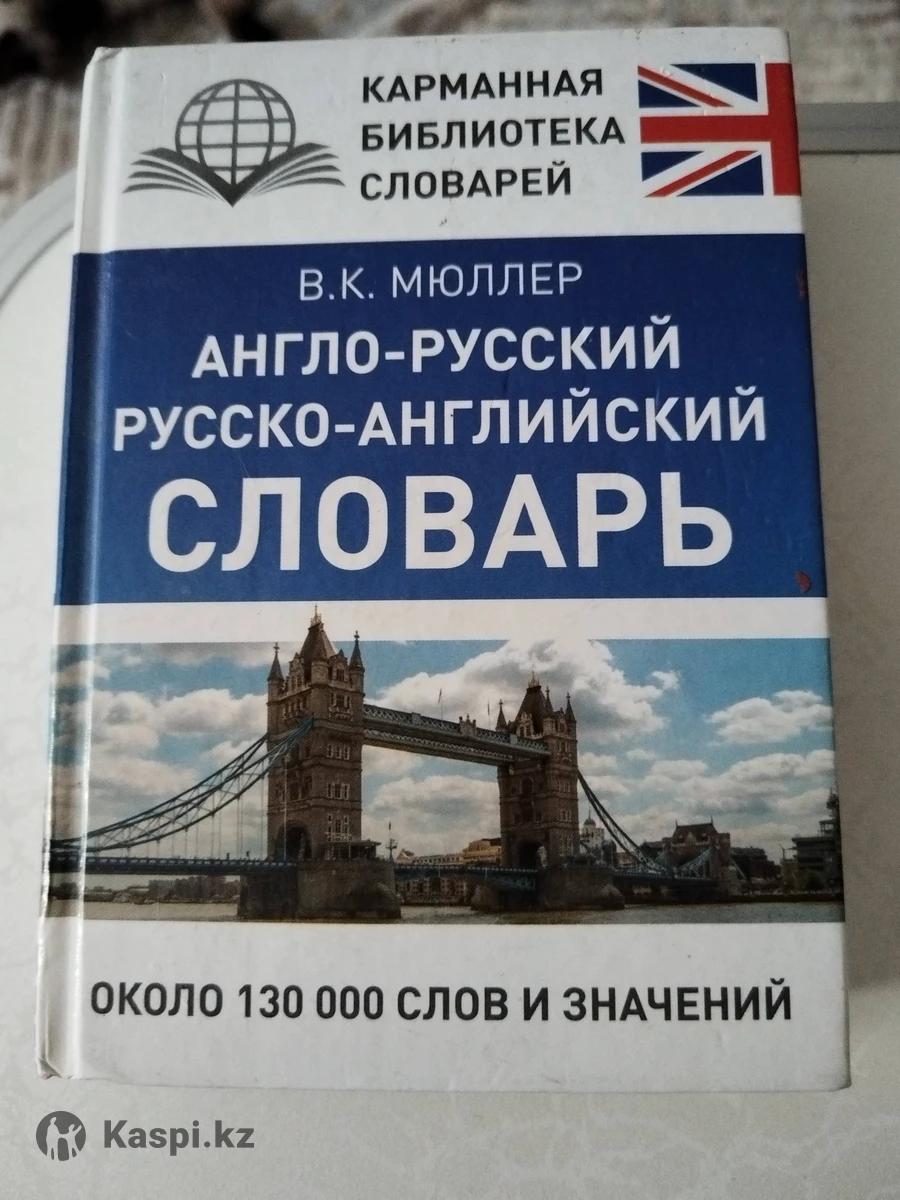 КАРМАННАЯ
БИБЛИОТЕКА
СЛОВАРЕЙ
В.К. МЮЛЛЕР
АНГЛО-РУССКИЙ
РУССКО-АНГЛИЙСКИЙ
СЛОВАРЬ
ОКОЛО 130 000 СЛОВ И ЗНАЧЕНИЙ
Kaspi.kz